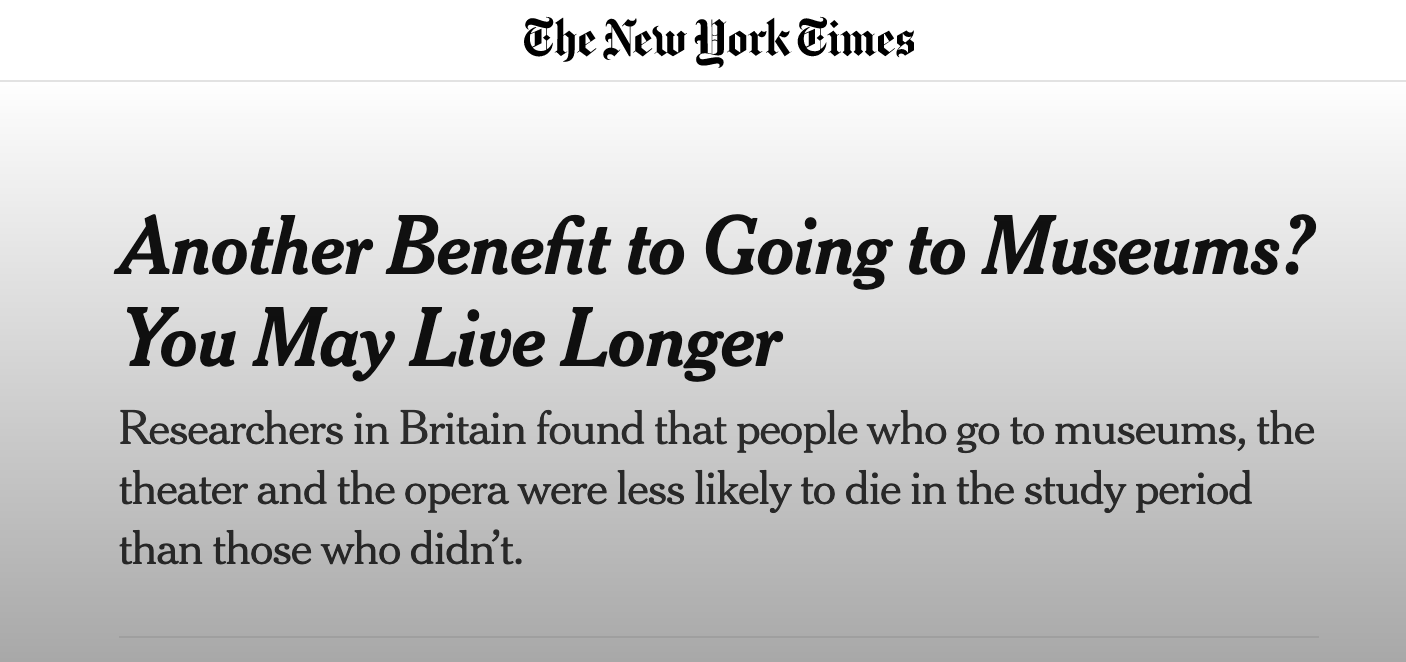 The New York Times
Another Benefit to Going to Museums?
You May Live Longer
Researchers in Britain found that people who go to museums, the
theater and the opera were less likely to die in the study period
than those who didn’t.